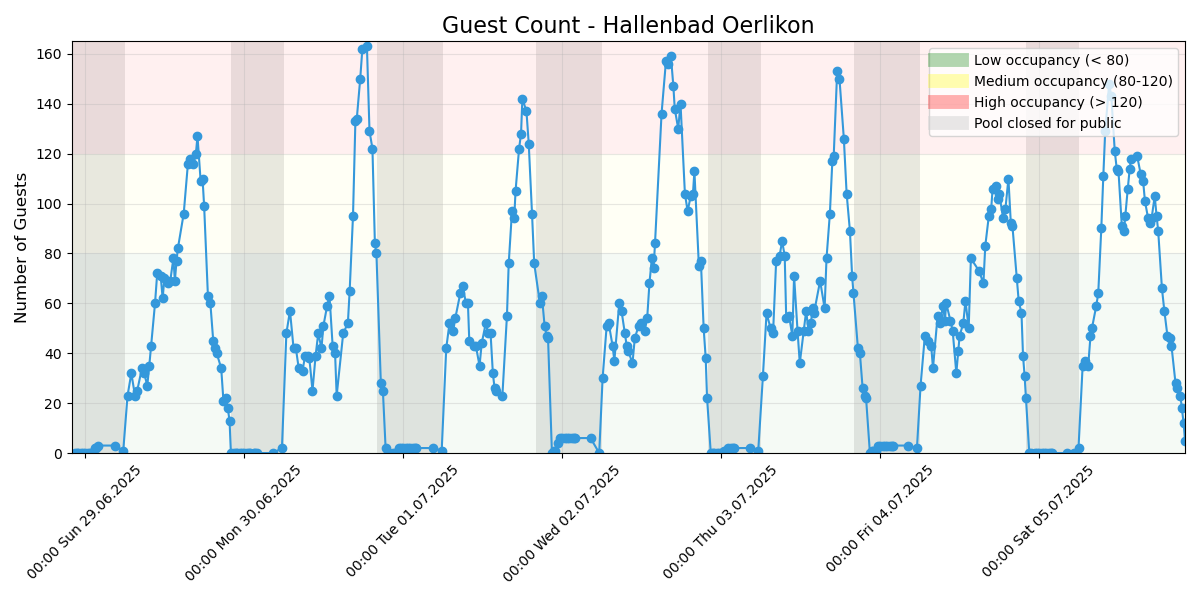 Guest Count - Hallenbad Oerlikon
Low occupancy (< 80)
Medium occupancy (80-120)
High occupancy (> 120)
Pool closed for public
Number of Guests
160
140
120
100
80
60
40
20
0
00:00 Sun 29.06.2025
00:00 Mon 30.06.2025
00:00 Tue 01.07.2025
00:00 Wed 02.07.2025
00:00 Thu 03.07.2025
00:00 Fri 04.07.2025
00:00 Sat 05.07.2025